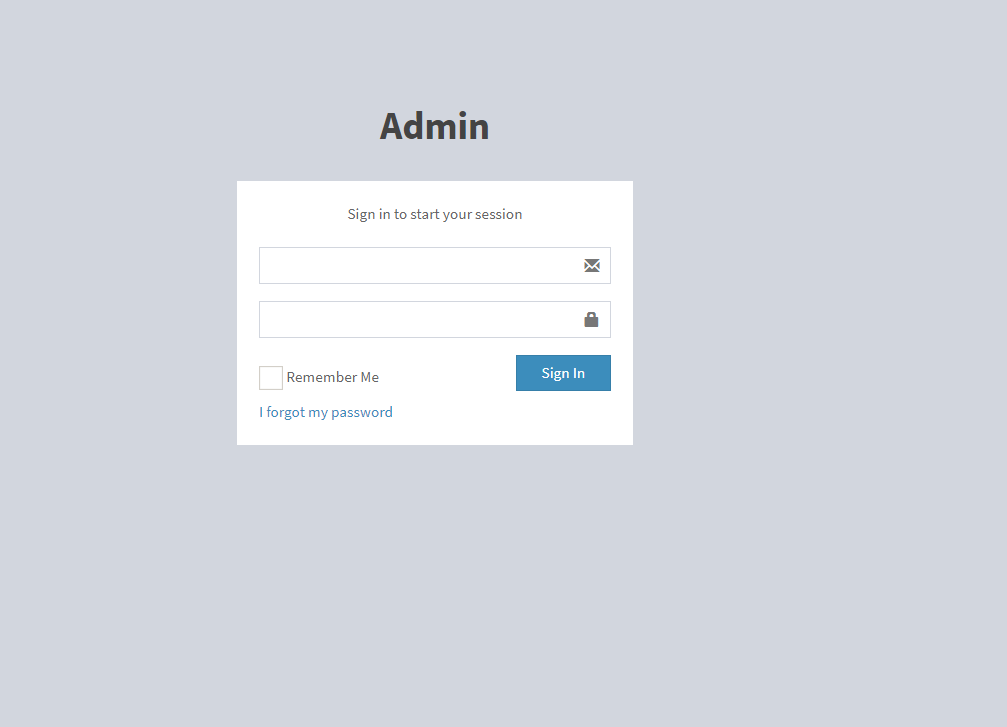 Admin
Sign in to start your session
Remember Me
Sign In
I forgot my password